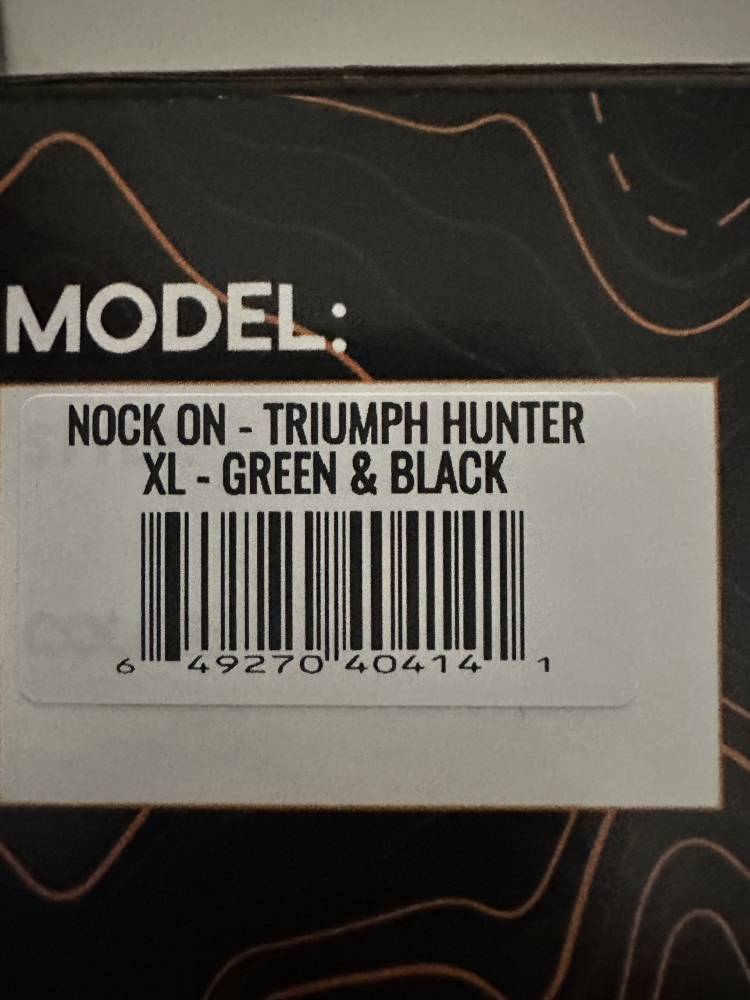 MODEL:
NOCK ON - TRIUMPH HUNTER
XL - GREEN & BLACK
6 49270 40414 1